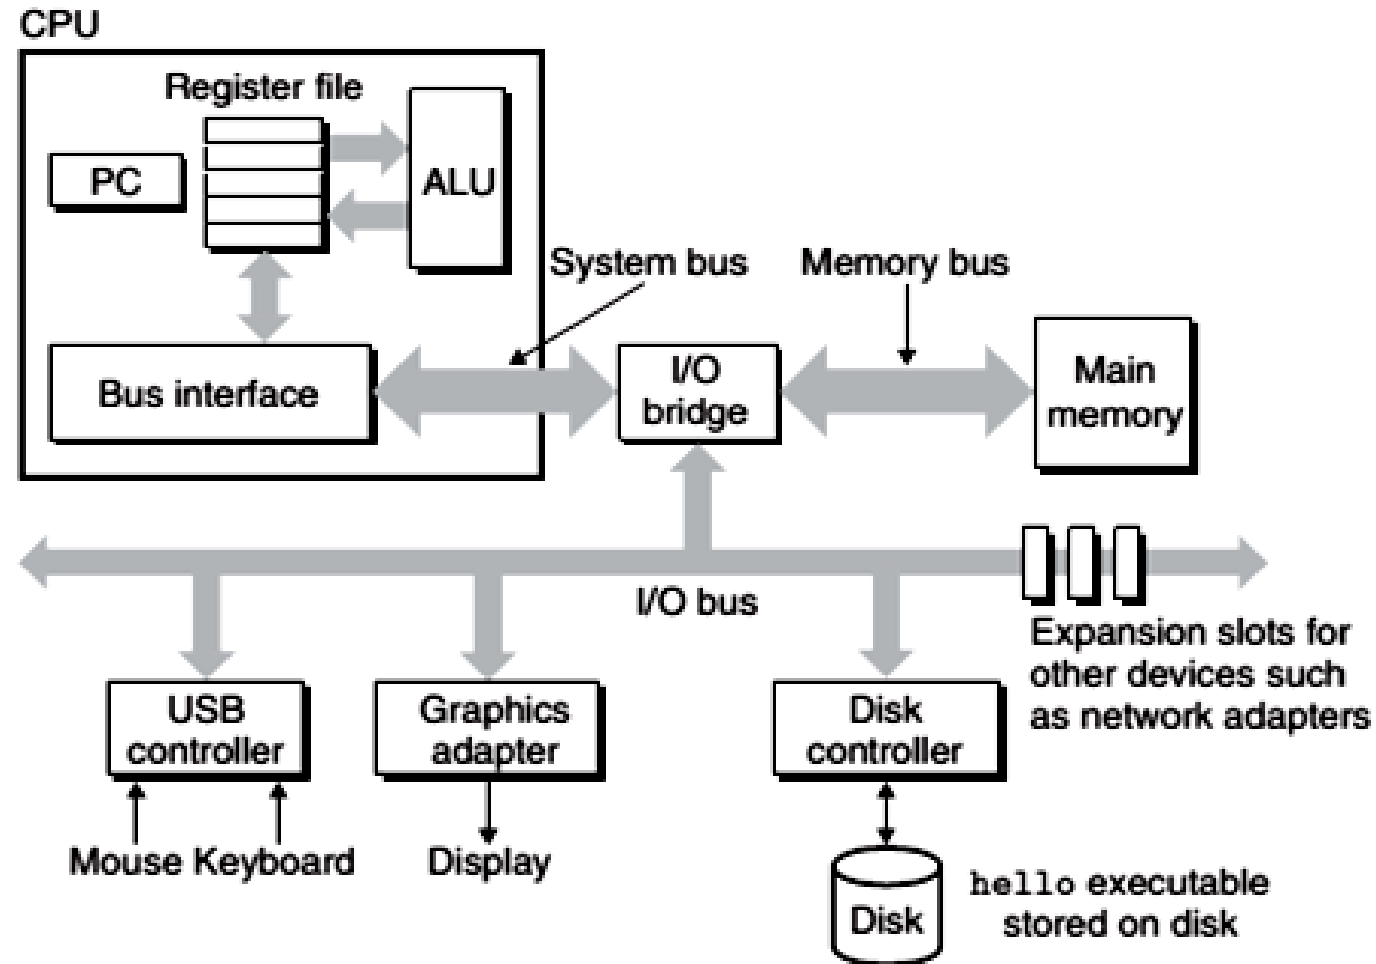 CPU
Register file
PC
ALU
System bus
Memory bus
Bus interface
I/O
bridge
Main
memory
I/O bus
Expansion slots for
other devices such
as network adapters
USB
controller
Graphics
adapter
Disk
controller
Mouse Keyboard
Display
Disk
hello executable
stored on disk